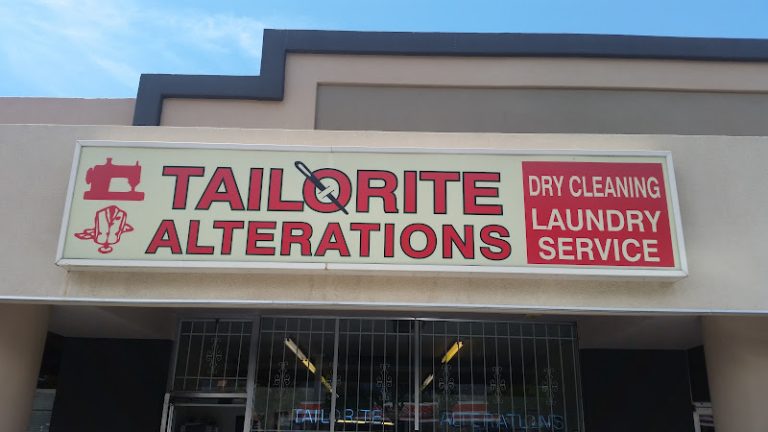 TAILORITE
ALTERATIONS
DRY CLEANING
LAUNDRY
SERVICE
TAILORITE ALTERATIONS